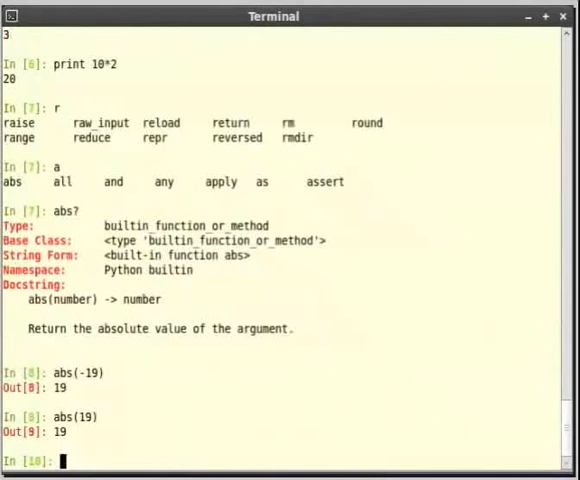 Terminal
3
In [6]: print 10*2
20
In [7]: r
raise raw_input reload return rm round
range reduce repr reversed rmdir
In [7]: a
abs all and any apply as assert
In [7]: abs?
Type: builtin_function_or_method
Base Class: <type 'builtin_function_or_method'>
String Form: <built-in function abs>
Namespace: Python builtin
Docstring:
abs(number) -> number
Return the absolute value of the argument.
In [8]: abs(-19)
Out[8]: 19
In [8]: abs(19)
Out[9]: 19
In [10]: